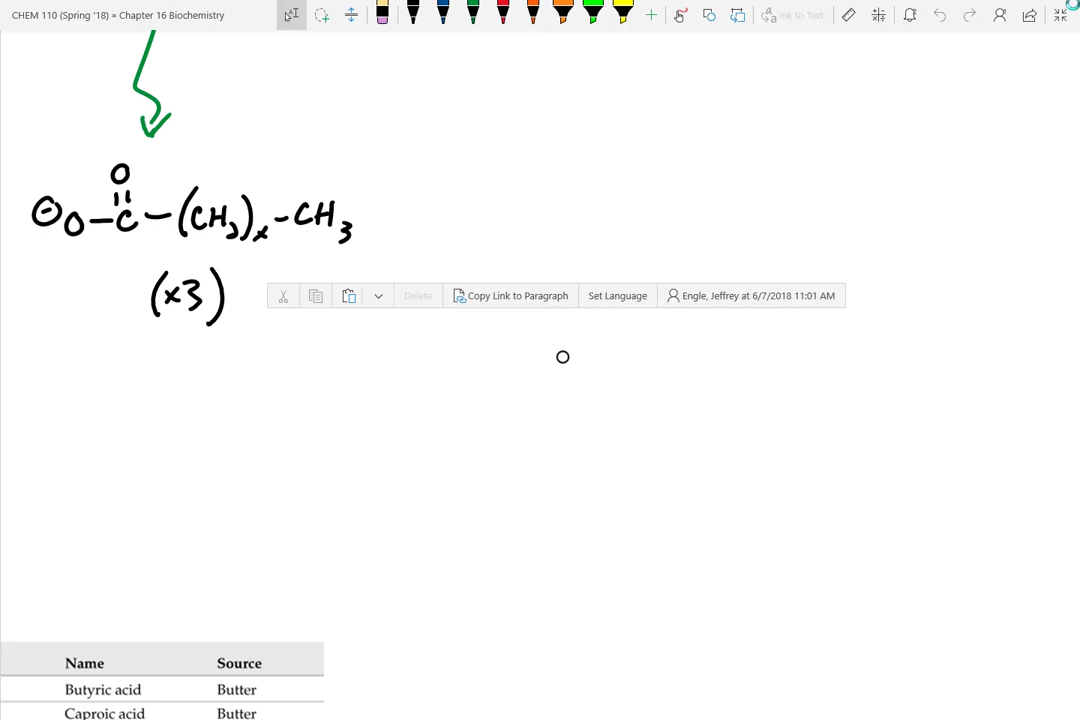 CHEM 110 (Spring '18) » Chapter 16 Biochemistry
Link to Text
O
⊖O–C–(CH2)x–CH3
(x3)
Delete Copy Link to Paragraph Set Language Engle, Jeffrey at 6/7/2018 11:01 AM
Name Source
Butyric acid Butter
Caproic acid Butter